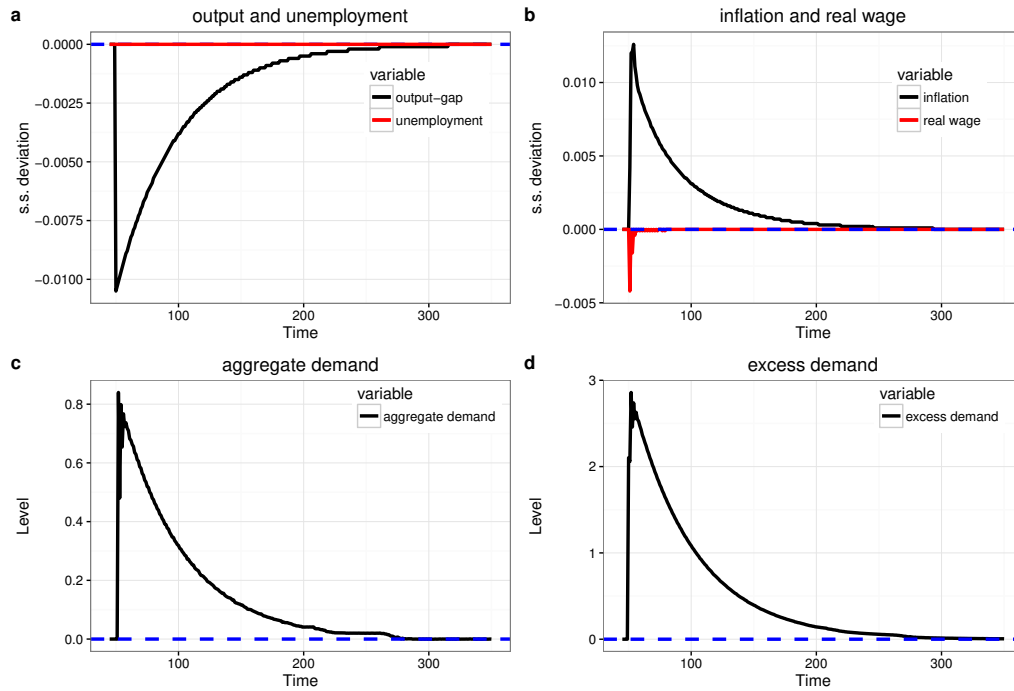 a
output and unemployment
0.0000
−0.0025
−0.0050
−0.0075
−0.0100
s.s. deviation
variable
output−gap
unemployment
100
200
300
Time
b
inflation and real wage
0.010
0.005
0.000
−0.005
s.s. deviation
variable
inflation
real wage
100
200
300
Time
c
aggregate demand
0.8
0.6
0.4
0.2
0.0
Level
variable
aggregate demand
100
200
300
Time
d
excess demand
3
2
1
0
Level
variable
excess demand
100
200
300
Time